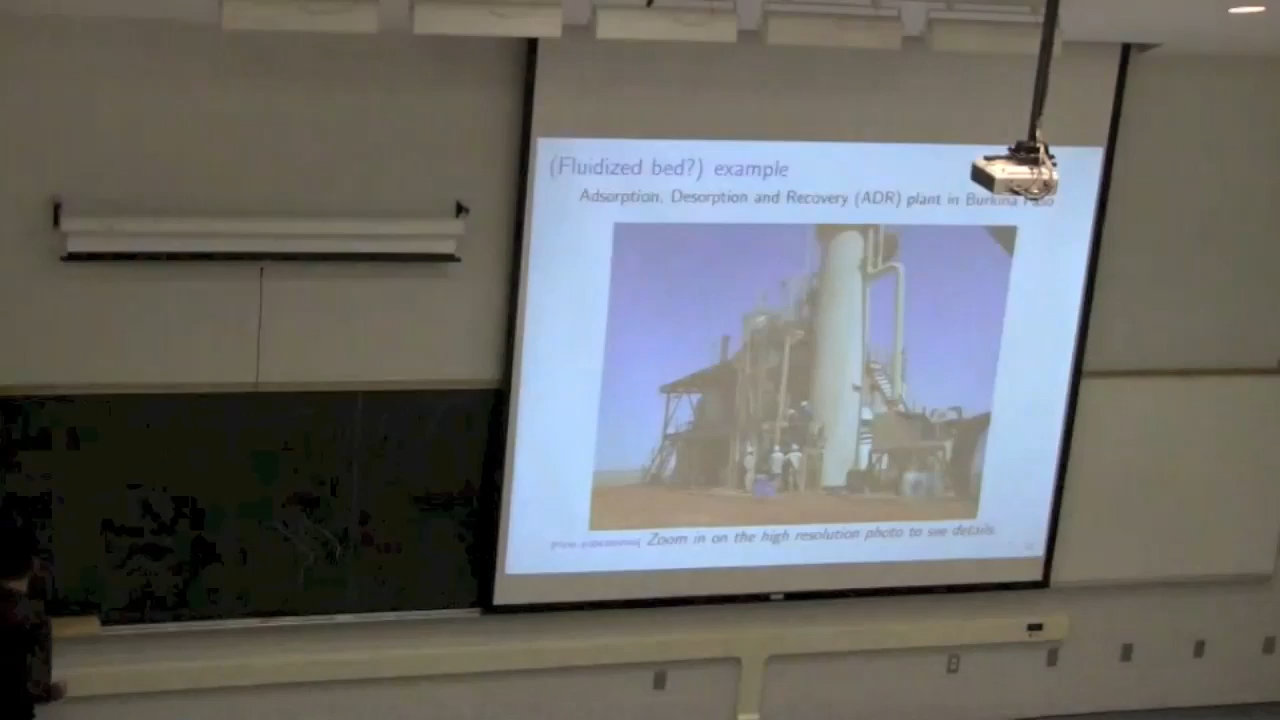 (Fluidized bed?) example
Adsorption, Desorption and Recovery (ADR) plant in Burkina Faso
Zoom in on the high resolution photo to see details.